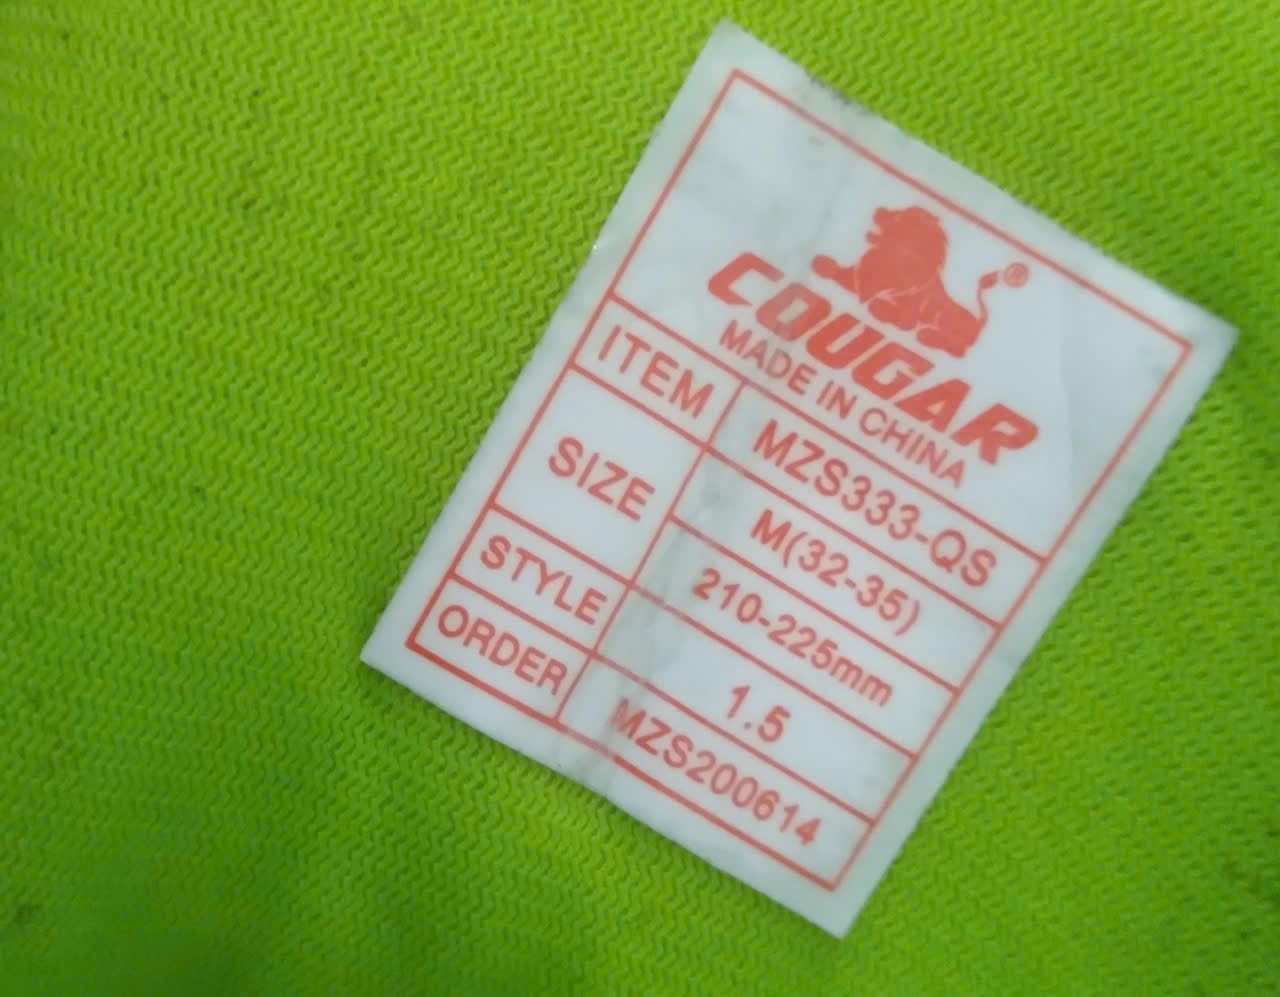 ®
COUGAR
MADE IN CHINA
ITEM MZS333-QS
SIZE M(32-35)
210-225mm
STYLE 1.5
ORDER MZS200614